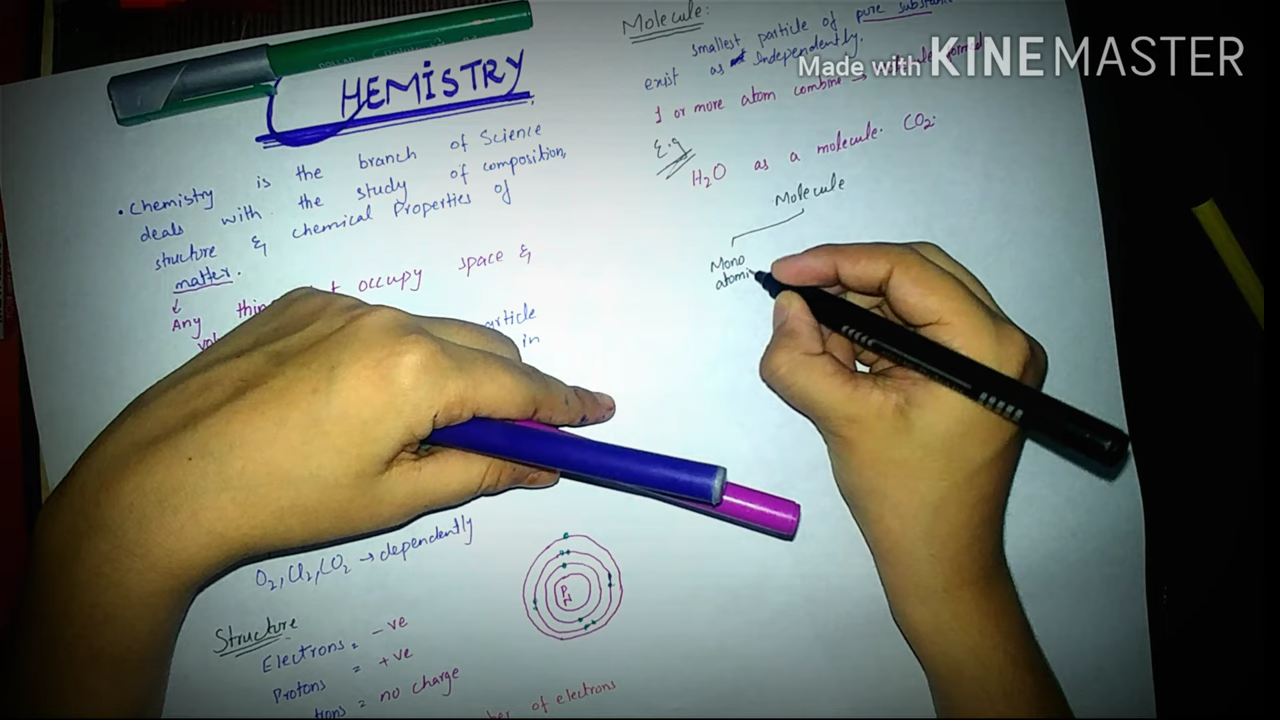 CHEMISTRY
• Chemistry is the branch of Science
deals with the study of composition,
structure & chemical Properties of
matter.
Any occupy space &
particle
in
O2, Cl2, CO2 → dependently
Structure
Electrons = -ve
Protons = +ve
= no charge
of electrons
P
N
Molecule:
smallest particle of pure
exist as independently.
1 or more atom combine →
E.g
H2O as a molecule. CO2.
Molecule
Mono
Made with KINEMASTER